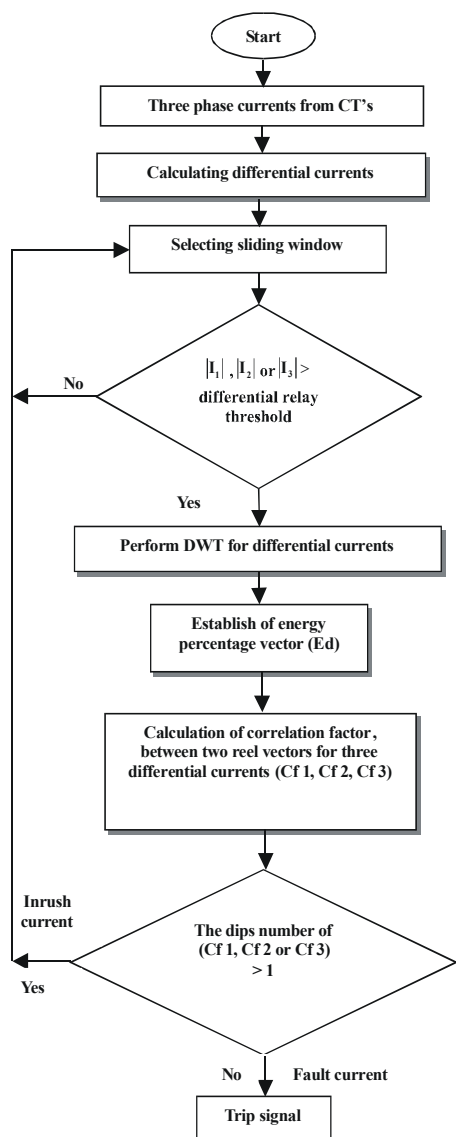 Start
Three phase currents from CT's
Calculating differential currents
Selecting sliding window
|I₁| , |I₂| or |I₃| >
differential relay
threshold
No
Yes
Perform DWT for differential currents
Establish of energy
percentage vector (Ed)
Calculation of correlation factor,
between two reel vectors for three
differential currents (Cf 1, Cf 2, Cf 3)
Inrush
current
The dips number of
(Cf 1, Cf 2 or Cf 3)
> 1
Yes
No Fault current
Trip signal